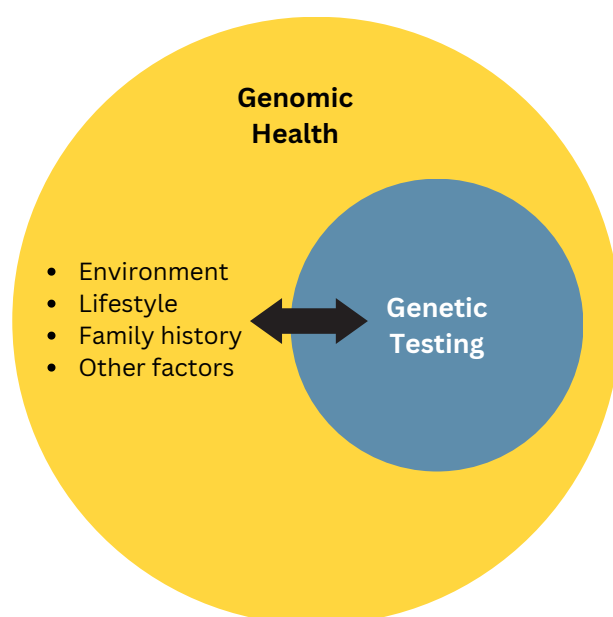 Genomic
Health
• Environment
• Lifestyle
• Family history
• Other factors
Genetic
Testing